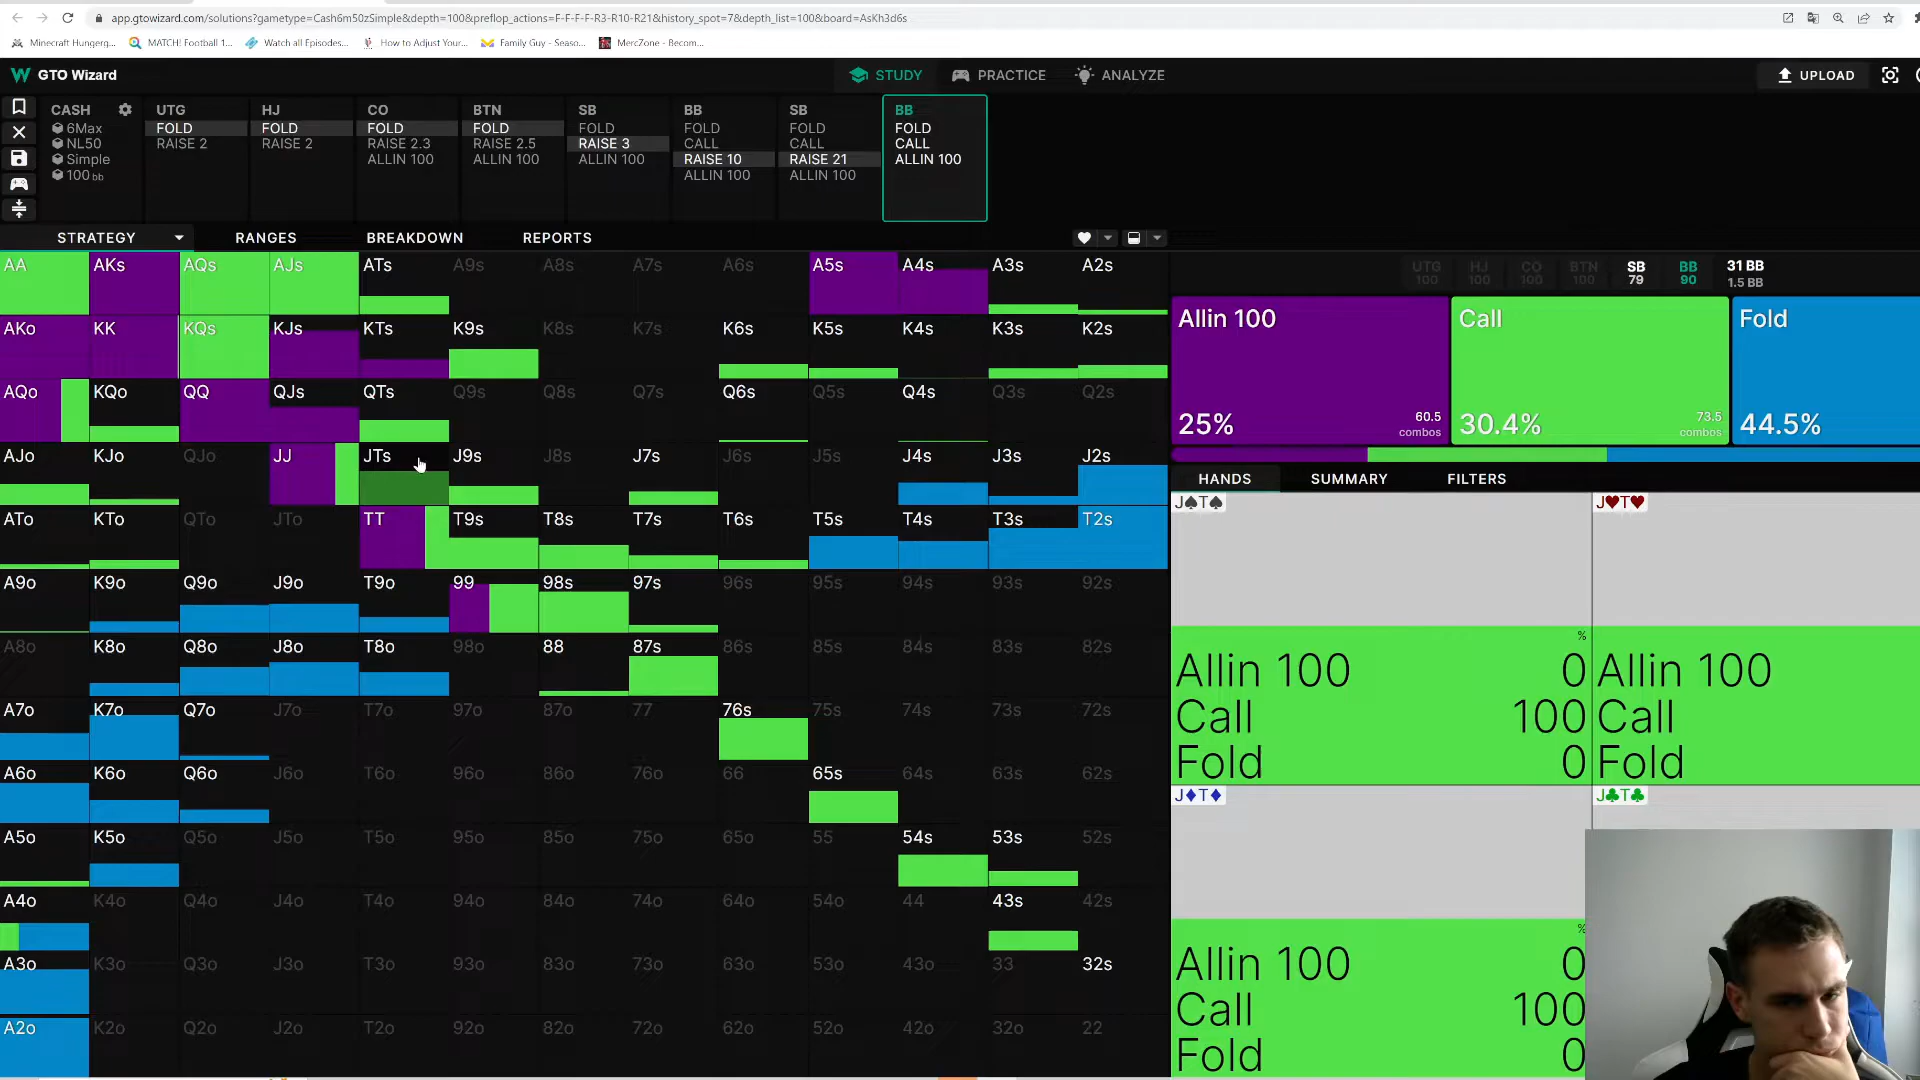 app.gtowizard.com/solutions?gametype=Cash6m50zSimple&depth=100&preflop_actions=F-F-F-F-R3-R10-R21&history_spot=7&depth_list=100&board=AsKh3d6s
Minecraft Hungerg... MATCH! Football 1... Watch all Episodes... How to Adjust Your... Family Guy - Seaso... MercZone - Becom...
W GTO Wizard STUDY PRACTICE ANALYZE UPLOAD
CASH UTG HJ CO BTN SB BB SB BB
6Max FOLD FOLD FOLD FOLD FOLD FOLD FOLD FOLD
NL50 RAISE 2 RAISE 2 RAISE 2.3 RAISE 2.5 RAISE 3 CALL CALL CALL
Simple ALLIN 100 ALLIN 100 ALLIN 100 RAISE 10 RAISE 21 ALLIN 100
100 bb ALLIN 100 ALLIN 100
STRATEGY RANGES BREAKDOWN REPORTS
AA AKs AQs AJs ATs A9s A8s A7s A6s A5s A4s A3s A2s
AKo KK KQs KJs KTs K9s K8s K7s K6s K5s K4s K3s K2s
AQo KQo QQ QJs QTs Q9s Q8s Q7s Q6s Q5s Q4s Q3s Q2s
AJo KJo QJo JJ JTs J9s J8s J7s J6s J5s J4s J3s J2s
ATo KTo QTo JTo TT T9s T8s T7s T6s T5s T4s T3s T2s
A9o K9o Q9o J9o T9o 99 98s 97s 96s 95s 94s 93s 92s
A8o K8o Q8o J8o T8o 98o 88 87s 86s 85s 84s 83s 82s
A7o K7o Q7o J7o T7o 97o 87o 77 76s 75s 74s 73s 72s
A6o K6o Q6o J6o T6o 96o 86o 76o 66 65s 64s 63s 62s
A5o K5o Q5o J5o T5o 95o 85o 75o 65o 55 54s 53s 52s
A4o K4o Q4o J4o T4o 94o 84o 74o 64o 54o 44 43s 42s
A3o K3o Q3o J3o T3o 93o 83o 73o 63o 53o 43o 33 32s
A2o K2o Q2o J2o T2o 92o 82o 72o 62o 52o 42o 32o 22
UTG HJ CO BTN SB BB 31 BB
100 100 100 100 79 90 1.5 BB
Allin 100 Call Fold
25% 60.5 combos 30.4% 73.5 combos 44.5%
HANDS SUMMARY FILTERS
J♠T♠ J♥T♥
%
Allin 100 0 Allin 100
Call 100 Call
Fold 0 Fold
J♦T♦ J♣T♣
%
Allin 100 0
Call 100
Fold 0